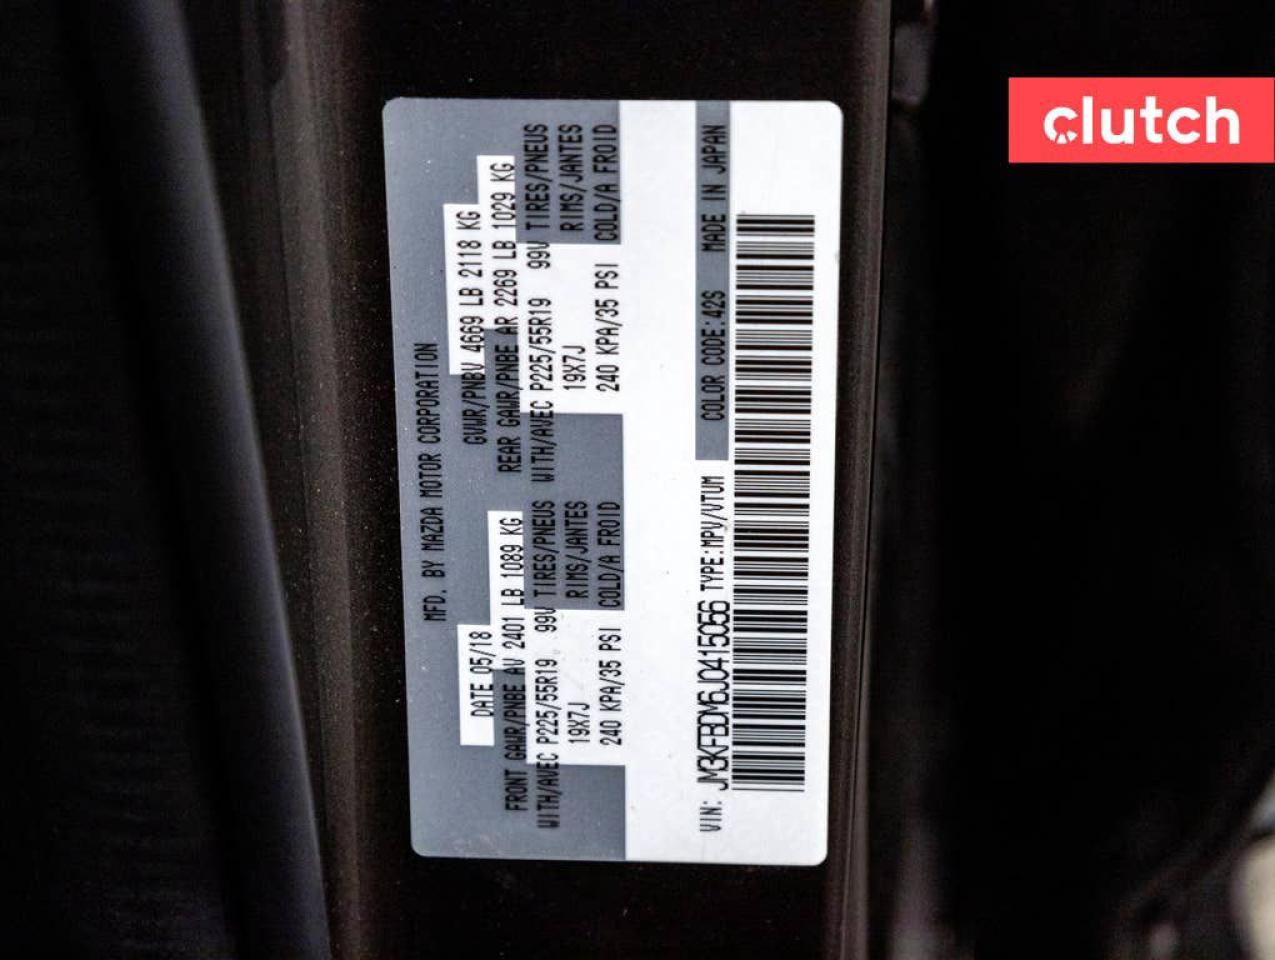 clutch
MFD. BY MAZDA MOTOR CORPORATION
DATE 05/18 GVWR/PNBV 4669 LB 2118 KG
FRONT GAWR/PNBE AV 2401 LB 1089 KG REAR GAWR/PNBE AR 2269 LB 1029 KG
WITH/AVEC P225/55R19 99V TIRES/PNEUS WITH/AVEC P225/55R19 99V TIRES/PNEUS
19X7J RIMS/JANTES 19X7J RIMS/JANTES
240 KPA/35 PSI COLD/A FROID 240 KPA/35 PSI COLD/A FROID
VIN: JM3KFBDM6J0415056 TYPE:MPV/VTUM COLOR CODE:42S MADE IN JAPAN